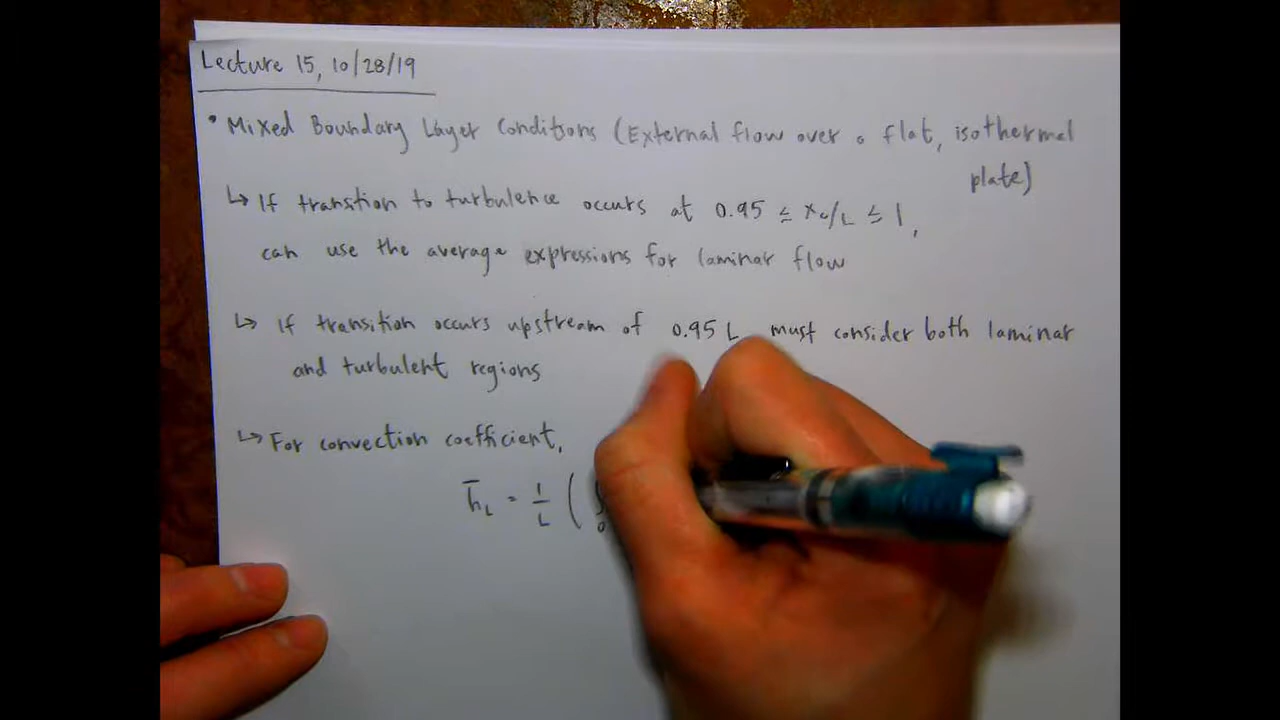 Lecture 15, 10/28/19
• Mixed Boundary Layer Conditions (External flow over a flat, isothermal
plate)
↳ If transtion to turbulence occurs at 0.95 ≤ xc/L ≤ 1,
can use the average expressions for laminar flow
↳ If transition occurs upstream of 0.95 L must consider both laminar
and turbulent regions
↳ For convection coefficient,
h̄L = 1/L ( ∫0